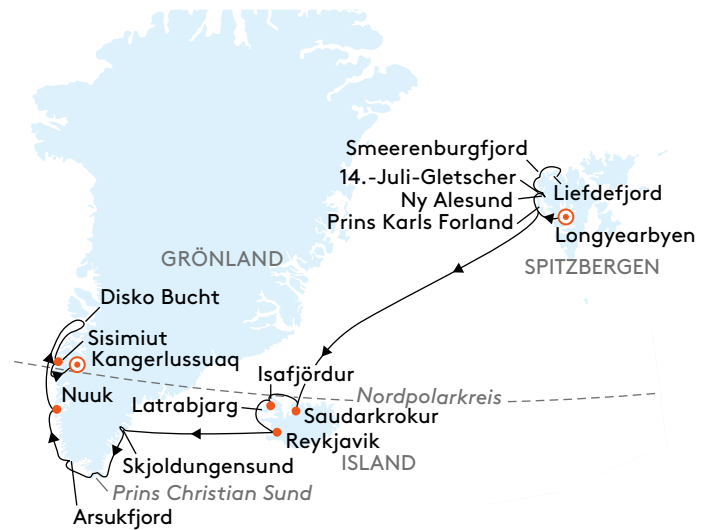 Smeerenburgfjord
14.-Juli-Gletscher
Liefdefjord
Ny Alesund
Prins Karls Forland
Longyearbyen
GRÖNLAND
SPITZBERGEN
Disko Bucht
Sisimiut
Kangerlussuaq
Isafjördur
Nuuk
Nordpolarkreis
Latrabjarg
Saudarkrokur
Reykjavik
Skjoldungensund
ISLAND
Prins Christian Sund
Arsukfjord